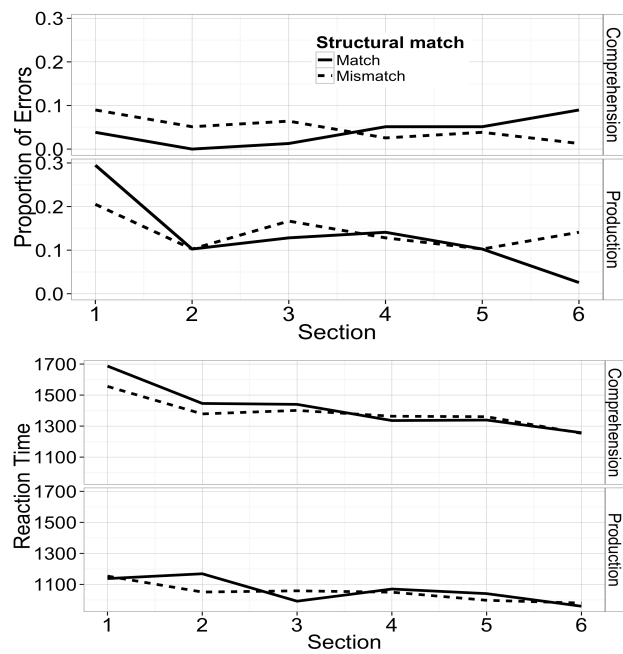 Structural match
Match
Mismatch
Proportion of Errors
0.3
0.2
0.1
0.0
Comprehension
0.3
0.2
0.1
0.0
Production
1 2 3 4 5 6
Section
Reaction Time
1700
1500
1300
1100
Comprehension
1700
1500
1300
1100
Production
1 2 3 4 5 6
Section